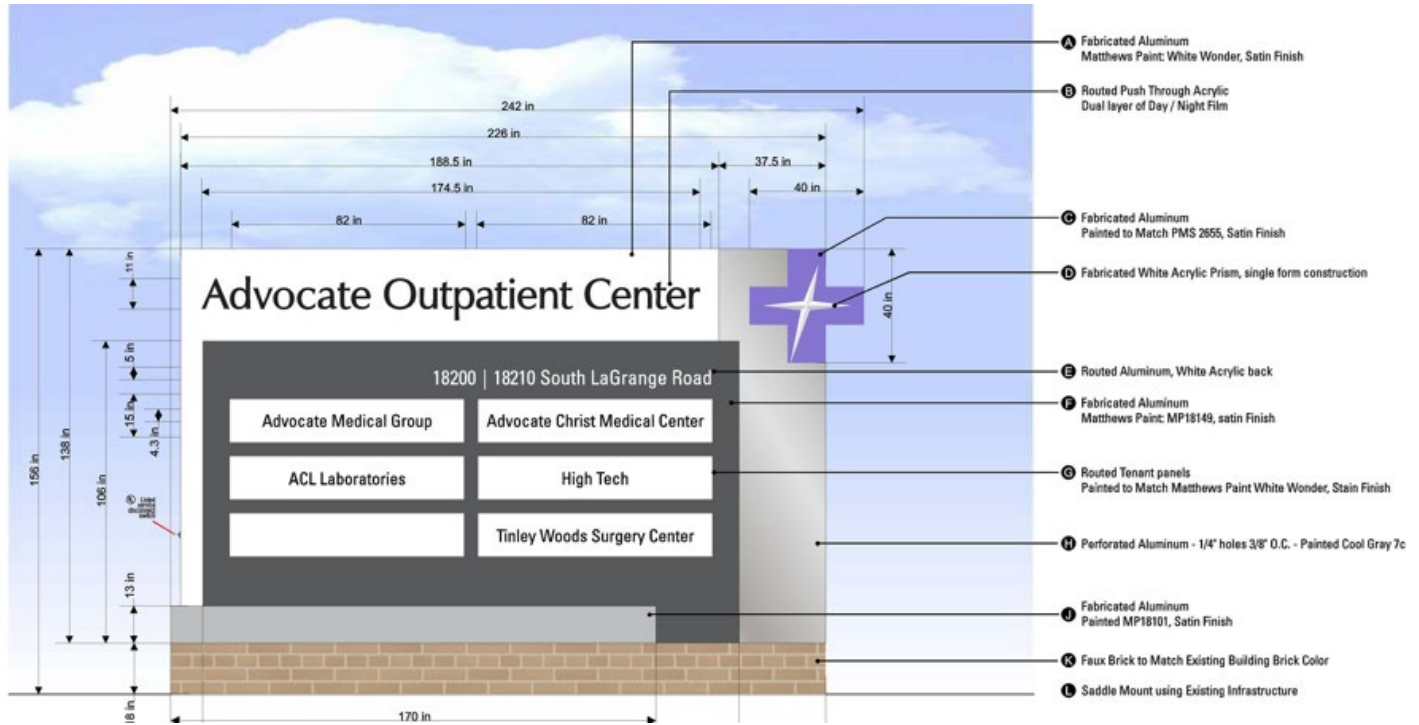 A Fabricated Aluminum
Matthews Paint: White Wonder, Satin Finish
B Routed Push Through Acrylic
Dual layer of Day / Night Film
242 in
226 in
188.5 in
37.5 in
174.5 in
40 in
82 in
82 in
C Fabricated Aluminum
Painted to Match PMS 2655, Satin Finish
D Fabricated White Acrylic Prism, single form construction
11 in
Advocate Outpatient Center
40 in
5 in
18200 | 18210 South LaGrange Road
E Routed Aluminum, White Acrylic back
15 in
4.3 in
Advocate Medical Group
Advocate Christ Medical Center
F Fabricated Aluminum
Matthews Paint: MP18149, satin Finish
156 in
138 in
106 in
ACL Laboratories
High Tech
G Routed Tenant panels
Painted to Match Matthews Paint White Wonder, Stain Finish
Tinley Woods Surgery Center
H Perforated Aluminum - 1/4" holes 3/8" O.C. - Painted Cool Gray 7c
13 in
J Fabricated Aluminum
Painted MP18101, Satin Finish
K Faux Brick to Match Existing Building Brick Color
L Saddle Mount using Existing Infrastructure
18 in
170 in